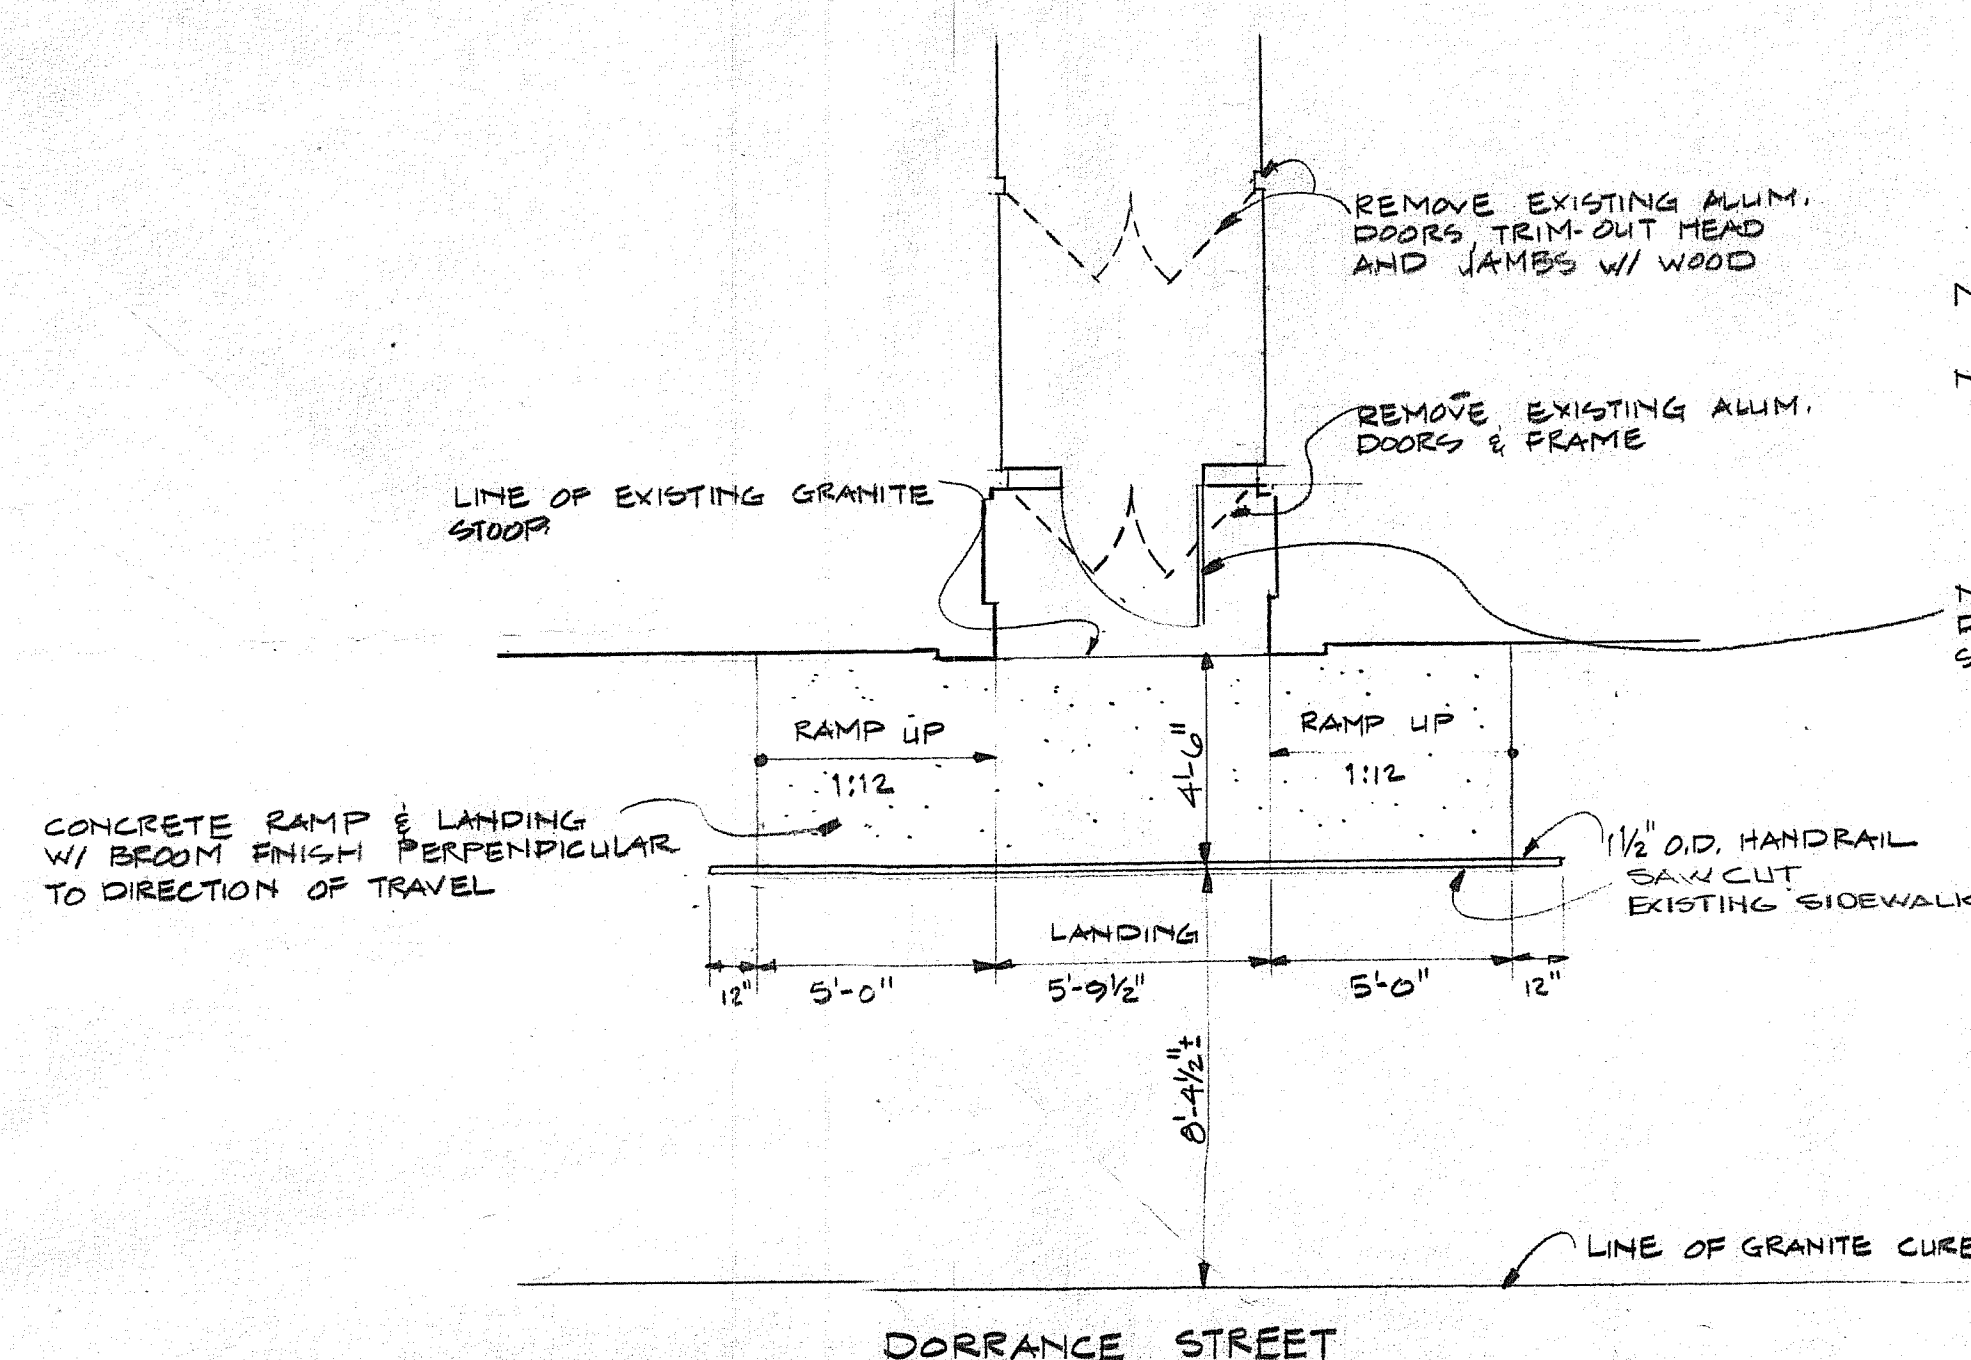 REMOVE EXISTING ALUM.
DOORS, TRIM-OUT HEAD
AND JAMBS W/ WOOD
REMOVE EXISTING ALUM.
DOORS & FRAME
LINE OF EXISTING GRANITE
STOOP
RAMP UP
1:12
4'-6"
RAMP UP
1:12
CONCRETE RAMP & LANDING
W/ BROOM FINISH PERPENDICULAR
TO DIRECTION OF TRAVEL
1½" O.D. HANDRAIL
SAWCUT
EXISTING SIDEWALK
LANDING
12"
5'-0"
5'-9½"
5'-0"
12"
8'-4½"±
LINE OF GRANITE
DORRANCE STREET